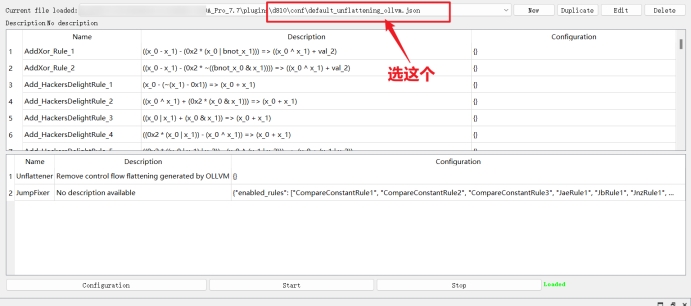 Current file loaded: A_Pro_7.7\plugin \d810\conf\default_unflattening_ollvm.json New Duplicate Edit Delete
Description No description
Name Description Configuration
1 AddXor_Rule_1 ((x_0 - x_1) - (0x2 * (x_0 | bnot_x_1))) => ((x_0 ^ x_1) + val_2) {}
选这个
2 AddXor_Rule_2 ((x_0 - x_1) - (0x2 * ~((bnot_x_0 & x_1)))) => ((x_0 ^ x_1) + val_2) {}
3 Add_HackersDelightRule_1 (x_0 - (~(x_1) - 0x1)) => (x_0 + x_1) {}
4 Add_HackersDelightRule_2 ((x_0 ^ x_1) + (0x2 * (x_0 & x_1))) => (x_0 + x_1) {}
5 Add_HackersDelightRule_3 ((x_0 | x_1) + (x_0 & x_1)) => (x_0 + x_1) {}
6 Add_HackersDelightRule_4 ((0x2 * (x_0 | x_1)) - (x_0 ^ x_1)) => (x_0 + x_1) {}
Name Description Configuration
1 Unflattener Remove control flow flattening generated by OLLVM {}
2 JumpFixer No description available {"enabled_rules": ["CompareConstantRule1", "CompareConstantRule2", "CompareConstantRule3", "JaeRule1", "JbRule1", "JnzRule1", ...
Configuration Start Stop Loaded